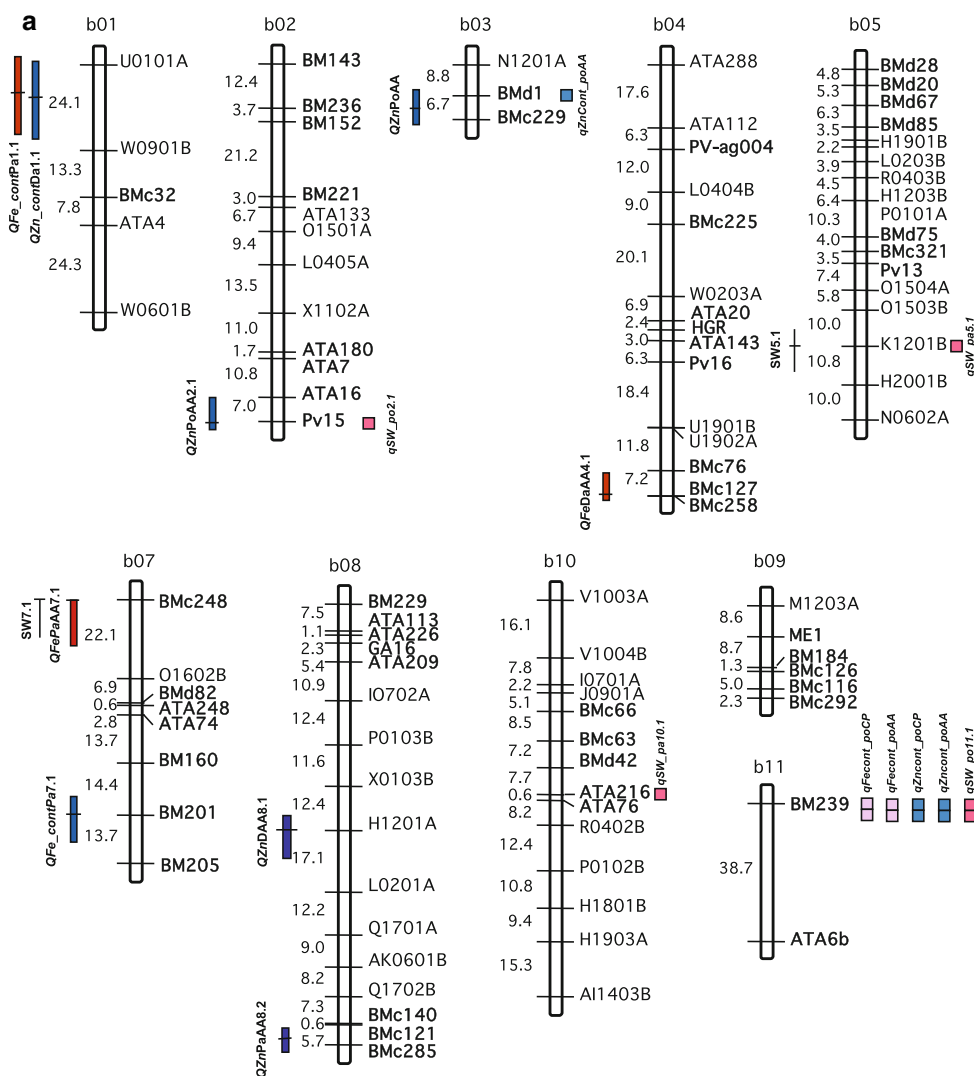 a
b01
U0101A
24.1
W0901B
13.3
BMc32
7.8
ATA4
24.3
W0601B
QFe_contPa1.1
QZn_contDa1.1
b02
BM143
12.4
BM236
3.7
BM152
21.2
BM221
3.0
ATA133
6.7
O1501A
9.4
L0405A
13.5
X1102A
11.0
ATA180
1.7
ATA7
10.8
ATA16
7.0
Pv15
QZnPoAA2.1
qSW_po2.1
b03
N1201A
8.8
BMd1
6.7
BMc229
QZnPoAA
qZncont_poAA
b04
ATA288
17.6
ATA112
6.3
PV-ag004
12.0
L0404B
9.0
BMc225
20.1
W0203A
6.9
ATA20
2.4
HGR
3.0
ATA143
6.3
Pv16
18.4
U1901B
U1902A
11.8
BMc76
7.2
BMc127
BMc258
QFeDaAA4.1
b05
BMd28
4.8
BMd20
5.3
BMd67
6.3
BMd85
3.5
H1901B
2.2
L0203B
3.9
R0403B
4.5
H1203B
6.4
P0101A
10.3
BMd75
4.0
BMc321
3.5
Pv13
7.4
O1504A
5.8
O1503B
10.0
K1201B
10.8
H2001B
10.0
N0602A
SW5.1
qSW_pa5.1
b07
BMc248
22.1
O1602B
6.9
BMd82
0.6
ATA248
2.8
ATA74
13.7
BM160
14.4
BM201
13.7
BM205
SW7.1
QFePaAA7.1
QFe_contPa7.1
b08
BM229
7.5
ATA113
1.1
ATA226
2.3
GA16
5.4
ATA209
10.9
I0702A
12.4
P0103B
11.6
X0103B
12.4
H1201A
17.1
L0201A
12.2
Q1701A
9.0
AK0601B
8.2
Q1702B
7.3
BMc140
0.6
BMc121
5.7
BMc285
QZnDAA8.1
QZnPaAA8.2
b10
V1003A
16.1
V1004B
7.8
I0701A
2.2
J0901A
5.1
BMc66
8.5
BMc63
7.2
BMd42
7.7
ATA216
0.6
ATA76
8.2
R0402B
12.4
P0102B
10.8
H1801B
9.4
H1903A
15.3
AI1403B
qSW_pa10.1
b09
M1203A
8.6
ME1
8.7
BM184
1.3
BMc126
5.0
BMc116
2.3
BMc292
b11
BM239
38.7
ATA6b
qFecont_poCP
qFecont_poAA
qZncont_poCP
qZncont_poAA
qSW_po11.1